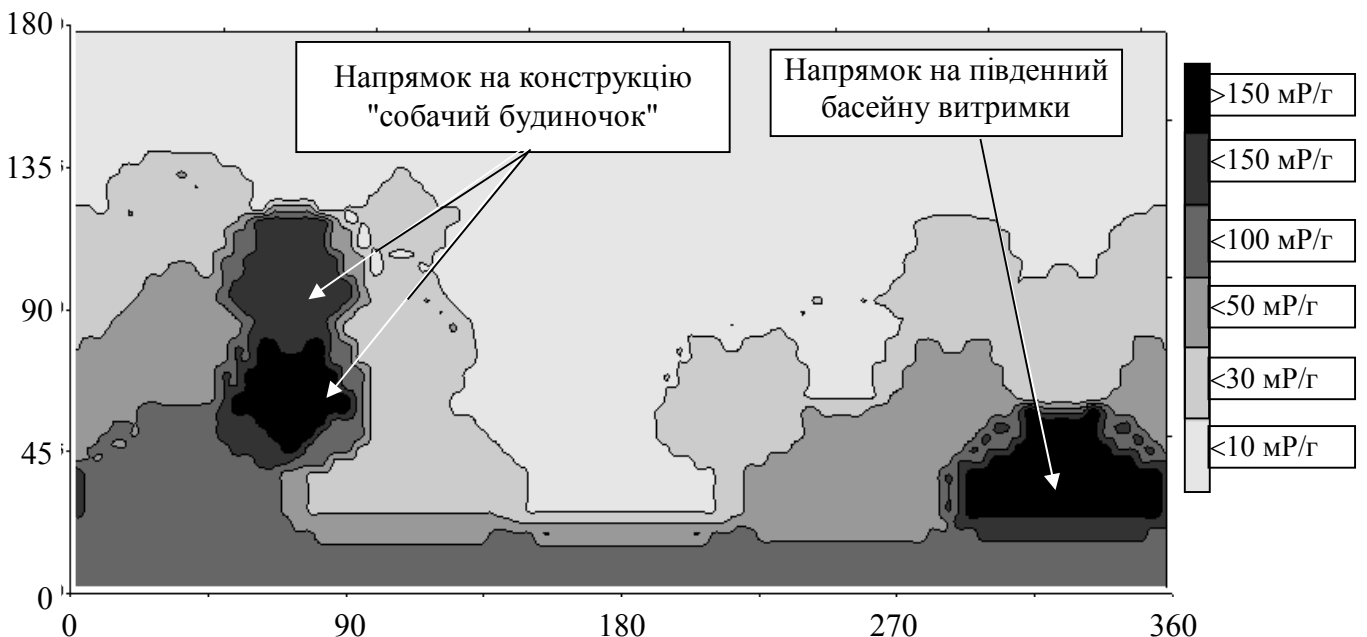 180
Напрямок на конструкцію
"собачий будиночок"
Напрямок на південний
басейну витримки
>150 мР/г
135
<150 мР/г
<100 мР/г
90
<50 мР/г
<30 мР/г
45
<10 мР/г
0
0
90
180
270
360